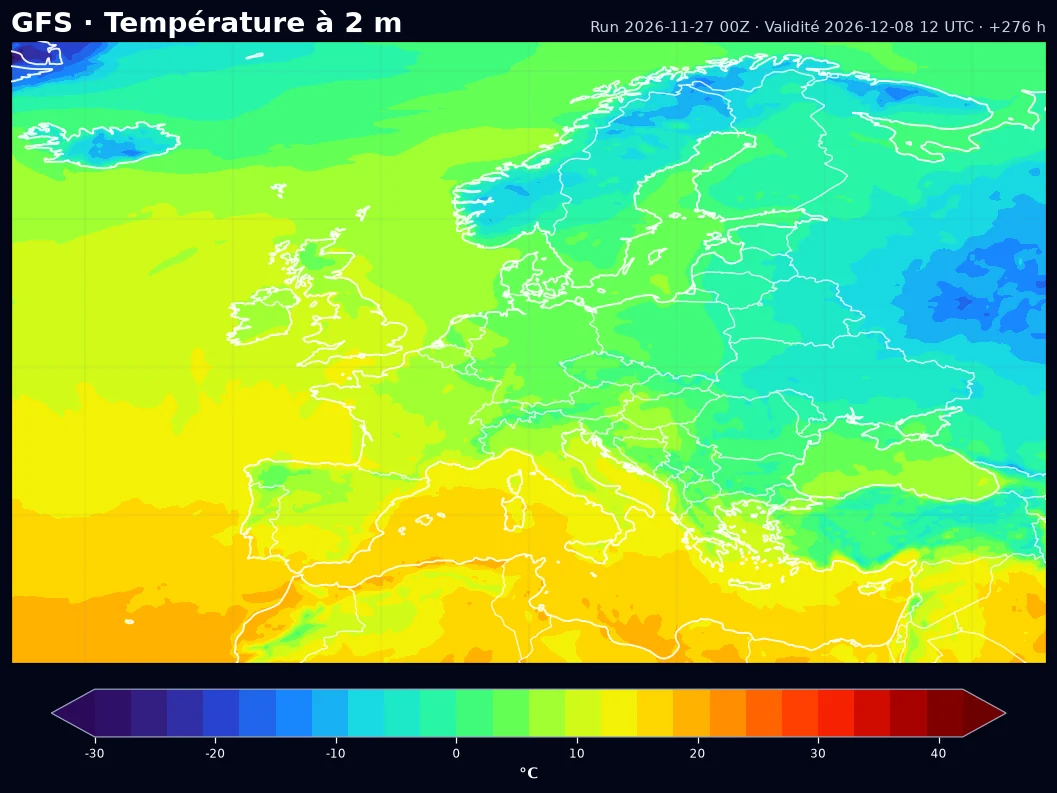 GFS · Température à 2 m
Run 2026-11-27 00Z · Validité 2026-12-08 12 UTC · +276 h
-30 -20 -10 0 10 20 30 40
°C